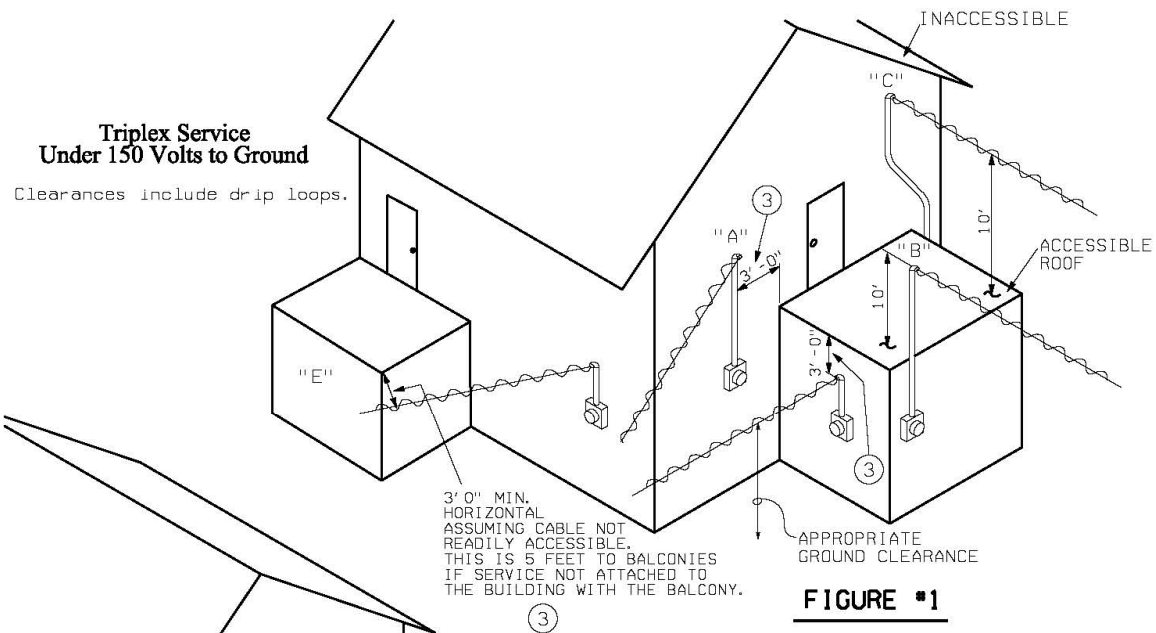 INACCESSIBLE
"C"
Triplex Service
Under 150 Volts to Ground
Clearances include drip loops.
3
"A"
3'-0"
10'
"B"
ACCESSIBLE
ROOF
10'
3'-0"
"E"
3
3'0" MIN.
HORIZONTAL
ASSUMING CABLE NOT
READILY ACCESSIBLE.
THIS IS 5 FEET TO BALCONIES
IF SERVICE NOT ATTACHED TO
THE BUILDING WITH THE BALCONY.
3
APPROPRIATE
GROUND CLEARANCE
FIGURE #1